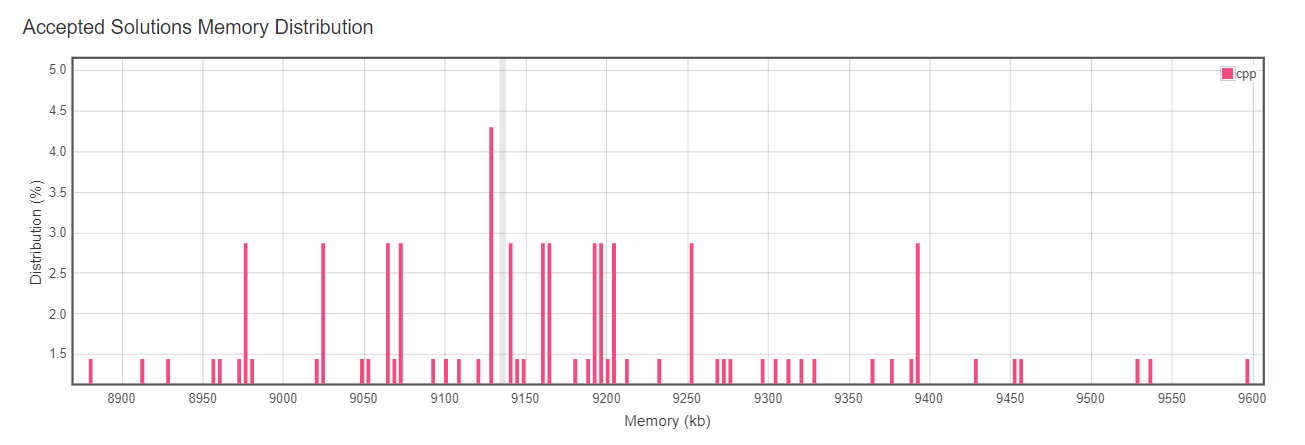 Accepted Solutions Memory Distribution
cpp
5.0
4.5
4.0
3.5
3.0
2.5
2.0
1.5
Distribution (%)
8900 8950 9000 9050 9100 9150 9200 9250 9300 9350 9400 9450 9500 9550 9600
Memory (kb)